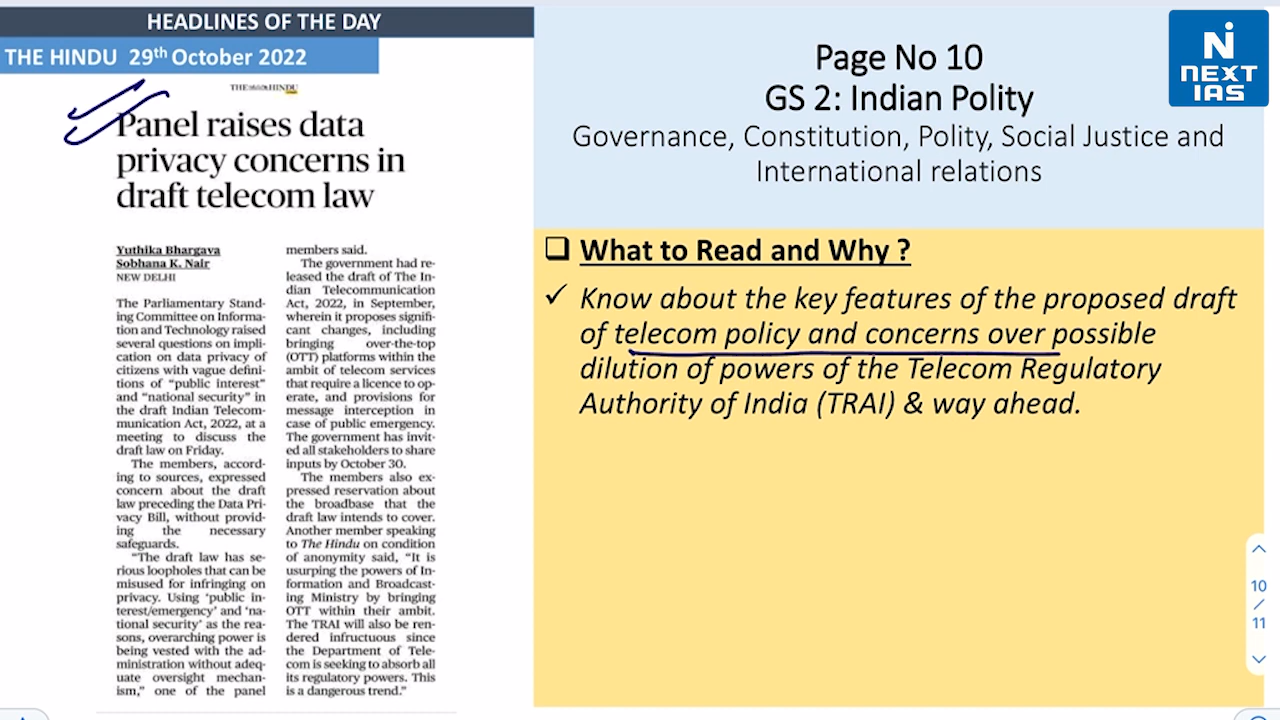 HEADLINES OF THE DAY
THE HINDU 29th October 2022
THE HINDU
Panel raises data
privacy concerns in
draft telecom law
Yuthika Bhargava
Sobhana K. Nair
NEW DELHI
The Parliamentary Stand-
ing Committee on Informa-
tion and Technology raised
several questions on impli-
cation on data privacy of
citizens with vague defini-
tions of “public interest”
and “national security” in
the draft Indian Telecom-
munication Act, 2022, at a
meeting to discuss the
draft law on Friday.
The members, accord-
ing to sources, expressed
concern about the draft
law preceding the Data Pri-
vacy Bill, without provid-
ing the necessary
safeguards.
“The draft law has se-
rious loopholes that can be
misused for infringing on
privacy. Using ‘public in-
terest/emergency’ and ‘na-
tional security’ as the rea-
sons, overarching power is
being vested with the ad-
ministration without adeq-
uate oversight mechan-
ism,” one of the panel
members said.
The government had re-
leased the draft of The In-
dian Telecommunication
Act, 2022, in September,
wherein it proposes signifi-
cant changes, including
bringing over-the-top
(OTT) platforms within the
ambit of telecom services
that require a licence to op-
erate, and provisions for
message interception in
case of public emergency.
The government has invit-
ed all stakeholders to share
inputs by October 30.
The members also ex-
pressed reservation about
the broadbase that the
draft law intends to cover.
Another member speaking
to The Hindu on condition
of anonymity said, “It is
usurping the powers of In-
formation and Broadcast-
ing Ministry by bringing
OTT within their ambit.
The TRAI will also be ren-
dered infructuous since
the Department of Tele-
com is seeking to absorb all
its regulatory powers. This
is a dangerous trend.”
Page No 10
GS 2: Indian Polity
Governance, Constitution, Polity, Social Justice and
International relations
NEXT
IAS
What to Read and Why ?
Know about the key features of the proposed draft
of telecom policy and concerns over possible
dilution of powers of the Telecom Regulatory
Authority of India (TRAI) & way ahead.
10
/
11